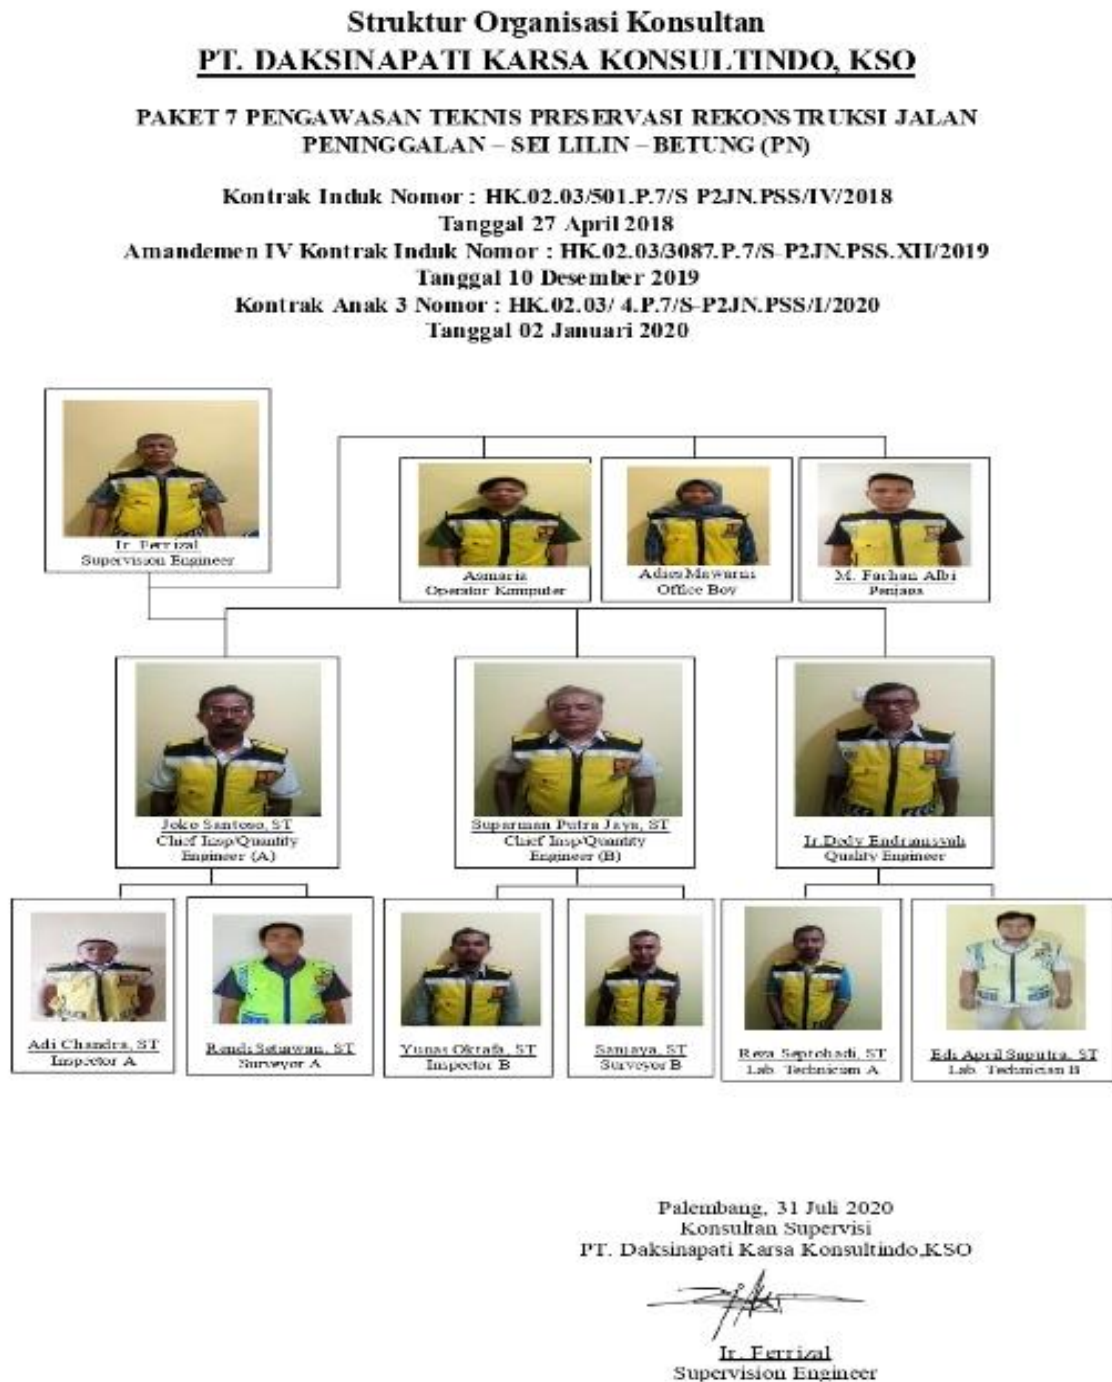 Struktur Organisasi Konsultan
PT. DAKSINAPATI KARSA KONSULTINDO, KSO
PAKET 7 PENGAWASAN TEKNIS PRESERVASI REKONSTRUKSI JALAN
PENINGGALAN – SEI LILIN – BETUNG (PN)
Kontrak Induk Nomor : HK.02.03/501.P.7/S P2JN.PSS/IV/2018
Tanggal 27 April 2018
Amandemen IV Kontrak Induk Nomor : HK.02.03/3087.P.7/S-P2JN.PSS.XII/2019
Tanggal 10 Desember 2019
Kontrak Anak 3 Nomor : HK.02.03/ 4.P.7/S-P2JN.PSS/I/2020
Tanggal 02 Januari 2020
Ir. Ferrizal
Supervision Engineer
Asmaria
Operator Komputer
Adies Mawarni
Office Boy
M. Farhan Albi
Penjaga
Joko Santoso, ST
Chief Insp/Quantity
Engineer (A)
Suparman Putra Jaya, ST
Chief Insp/Quantity
Engineer (B)
Ir.Dedy Endriansyah
Quality Engineer
Adi Chandra, ST
Inspector A
Rendi Setiawan, ST
Surveyor A
Yunas Oktafa, ST
Inspector B
Sanjaya, ST
Surveyor B
Reza Septohadi, ST
Lab. Technician A
Edi April Saputra, ST
Lab. Technician B
Palembang, 31 Juli 2020
Konsultan Supervisi
PT. Daksinapati Karsa Konsultindo,KSO
Ir. Ferrizal
Supervision Engineer